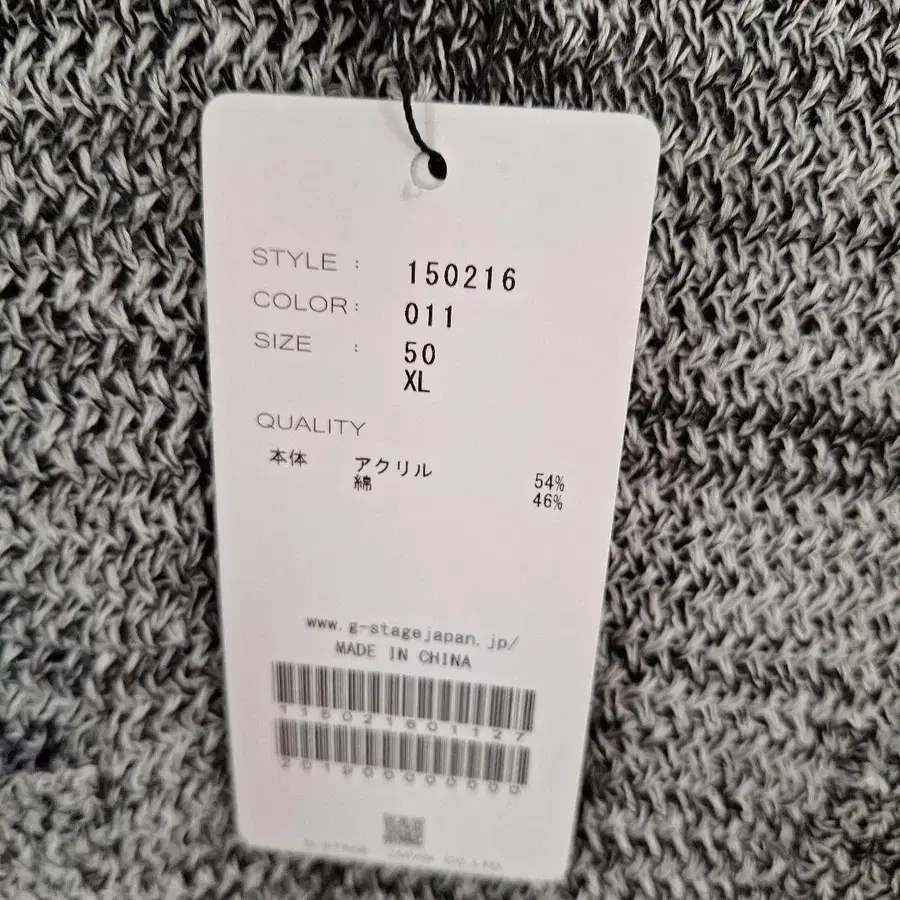 STYLE : 150216
COLOR: 011
SIZE : 50
XL
QUALITY
本体 アクリル 54%
綿 46%
www.g-stagejapan.jp/
MADE IN CHINA
115021601127